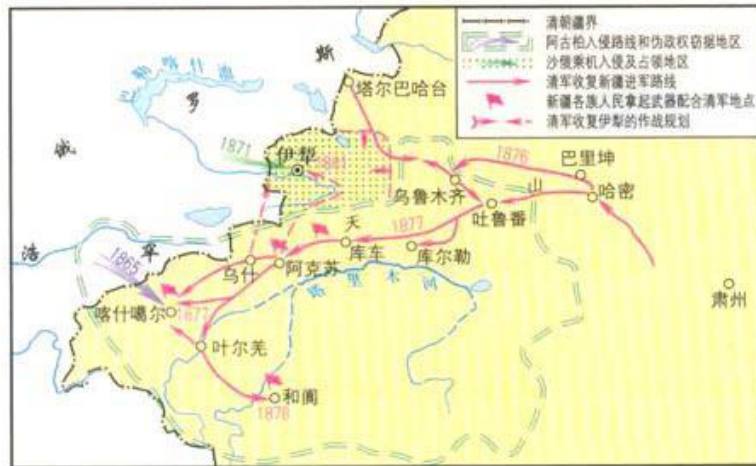 清朝疆界
阿古柏入侵路线和伪政权窃据地区
沙俄乘机入侵及占领地区
清军收复新疆进军路线
新疆各族人民拿起武器配合清军地点
清军收复伊犁的作战规划
斯
罗
俄
巴勒喀什池
塔尔巴哈台
1871
伊犁
1881
乌鲁木齐
1876
巴里坤
山
哈密
吐鲁番
天
1877
库车
库尔勒
浩
罕
1865
乌什
阿克苏
塔里木河
喀什噶尔
1877
肃州
叶尔羌
和阗
1878